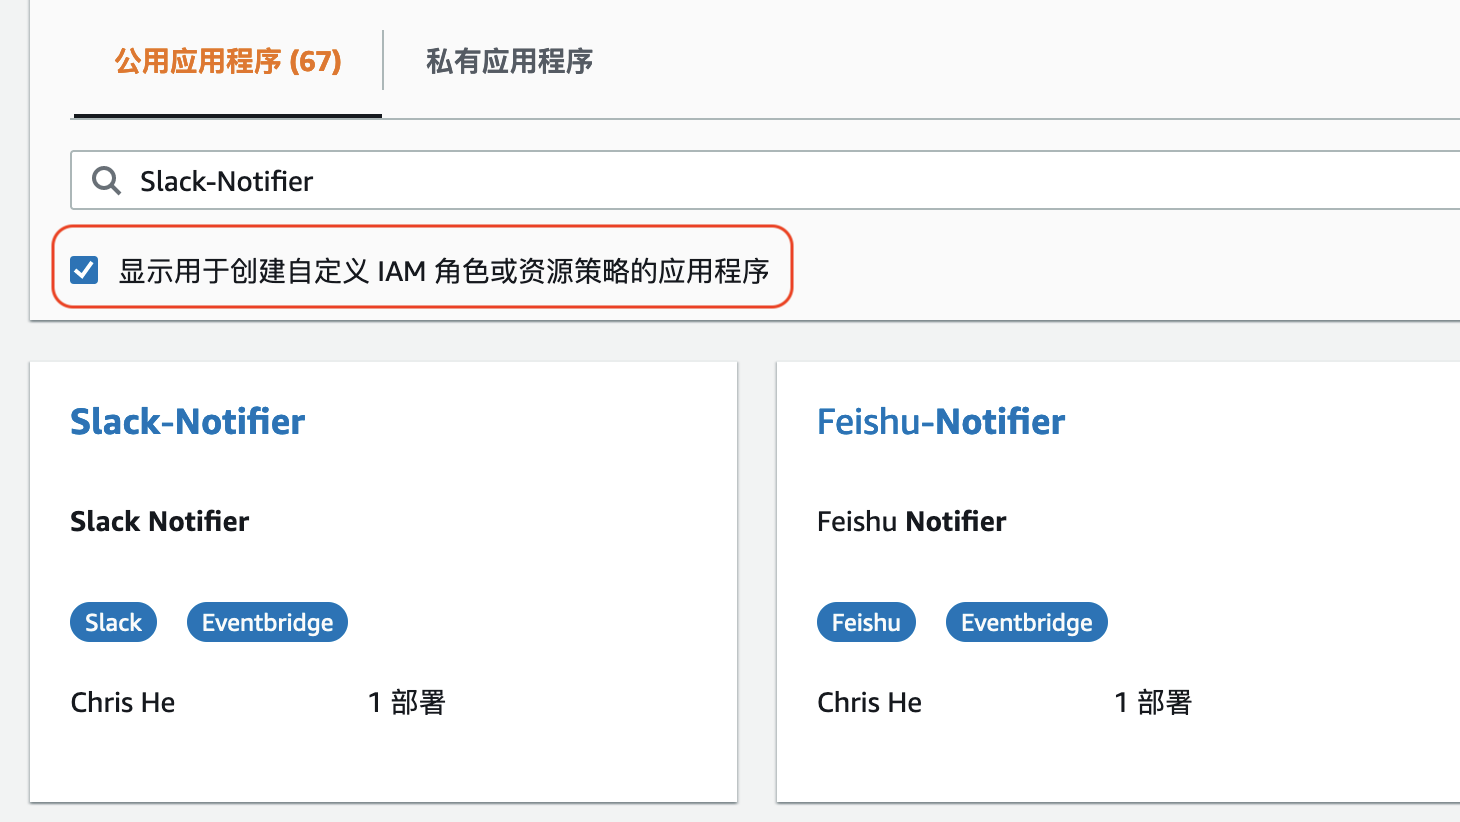 公用应用程序 (67)
私有应用程序
Slack-Notifier
显示用于创建自定义 IAM 角色或资源策略的应用程序
Slack-Notifier
Slack Notifier
Slack Eventbridge
Chris He 1 部署
Feishu-Notifier
Feishu Notifier
Feishu Eventbridge
Chris He 1 部署